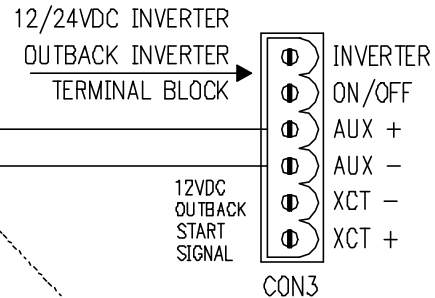 12/24VDC INVERTER
OUTBACK INVERTER
TERMINAL BLOCK
INVERTER
ON/OFF
AUX +
AUX -
XCT -
XCT +
12VDC
OUTBACK
START
SIGNAL
CON3